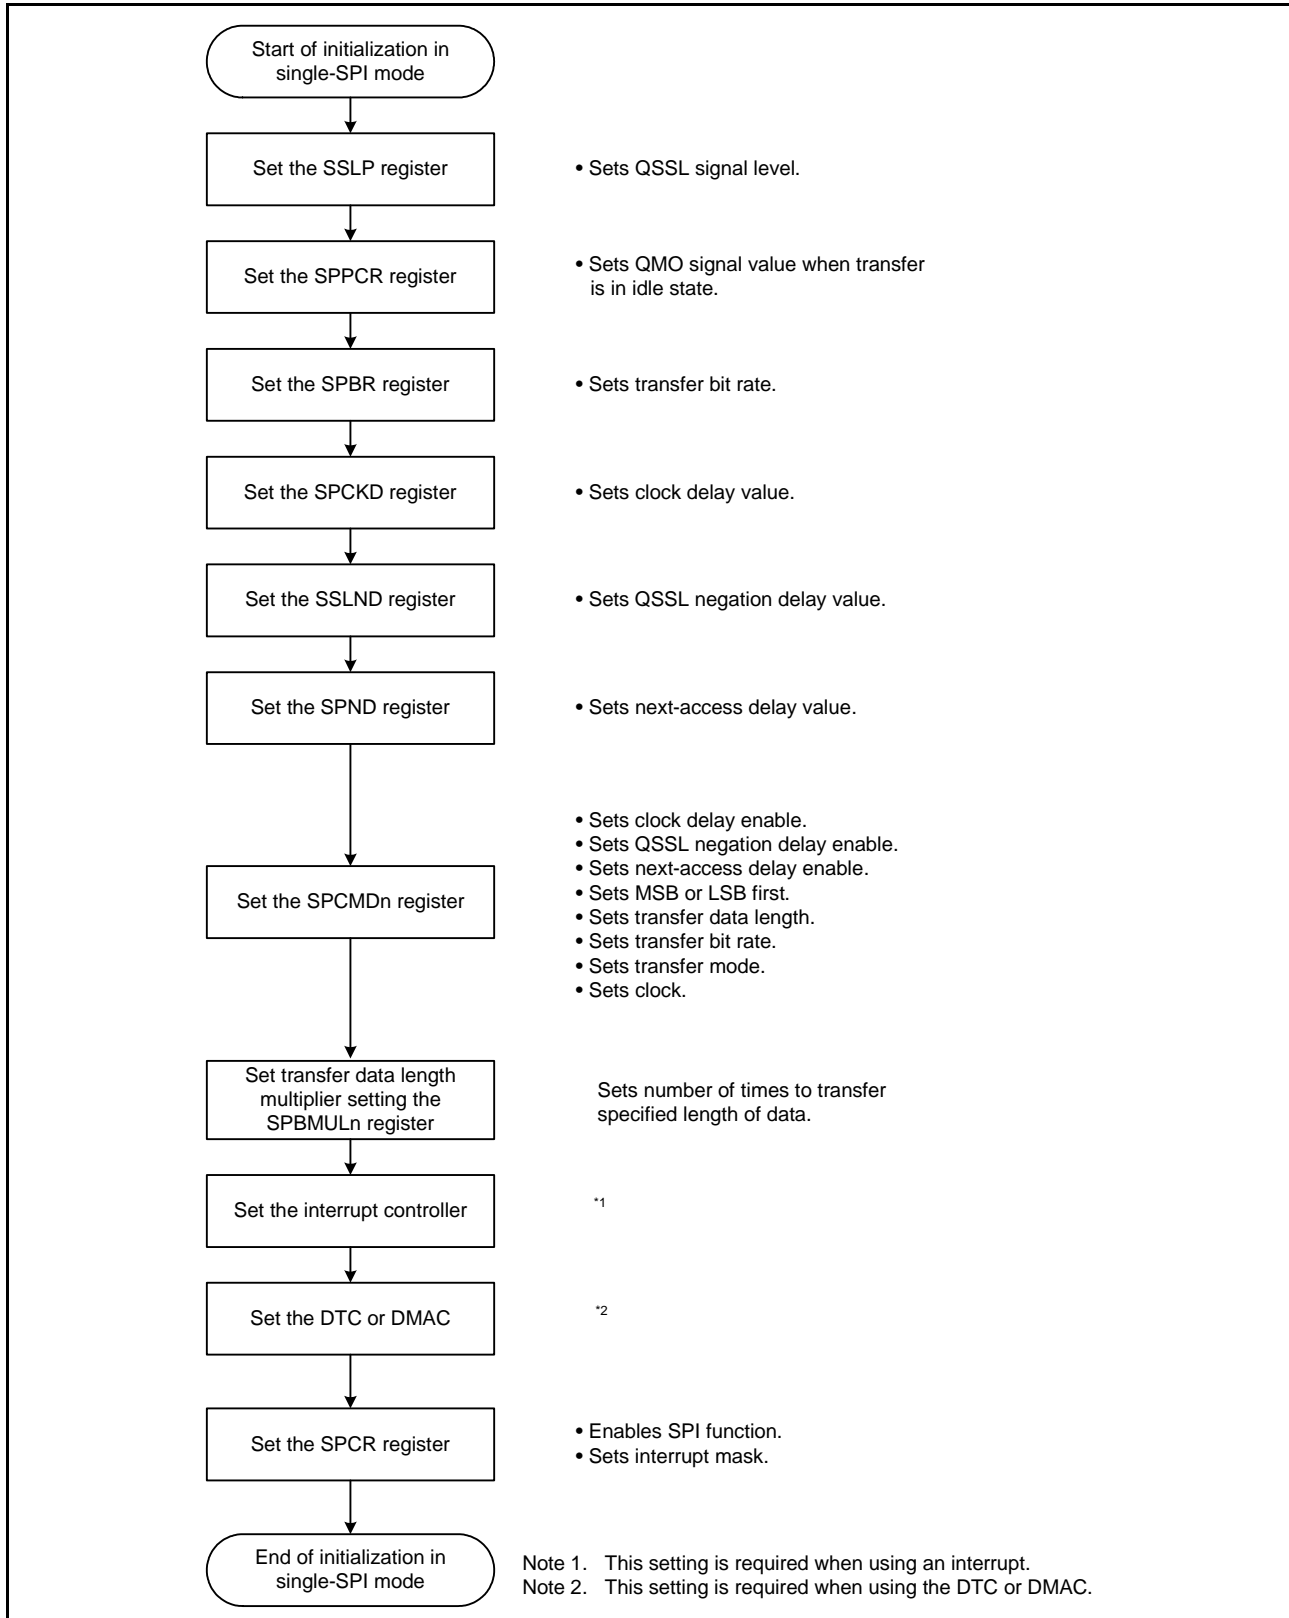 Start of initialization in
single-SPI mode
Set the SSLP register
• Sets QSSL signal level.
Set the SPPCR register
• Sets QMO signal value when transfer
is in idle state.
Set the SPBR register
• Sets transfer bit rate.
Set the SPCKD register
• Sets clock delay value.
Set the SSLND register
• Sets QSSL negation delay value.
Set the SPND register
• Sets next-access delay value.
Set the SPCMDn register
• Sets clock delay enable.
• Sets QSSL negation delay enable.
• Sets next-access delay enable.
• Sets MSB or LSB first.
• Sets transfer data length.
• Sets transfer bit rate.
• Sets transfer mode.
• Sets clock.
Set transfer data length
multiplier setting the
SPBMULn register
Sets number of times to transfer
specified length of data.
Set the interrupt controller
*1
Set the DTC or DMAC
*2
Set the SPCR register
• Enables SPI function.
• Sets interrupt mask.
End of initialization in
single-SPI mode
Note 1. This setting is required when using an interrupt.
Note 2. This setting is required when using the DTC or DMAC.